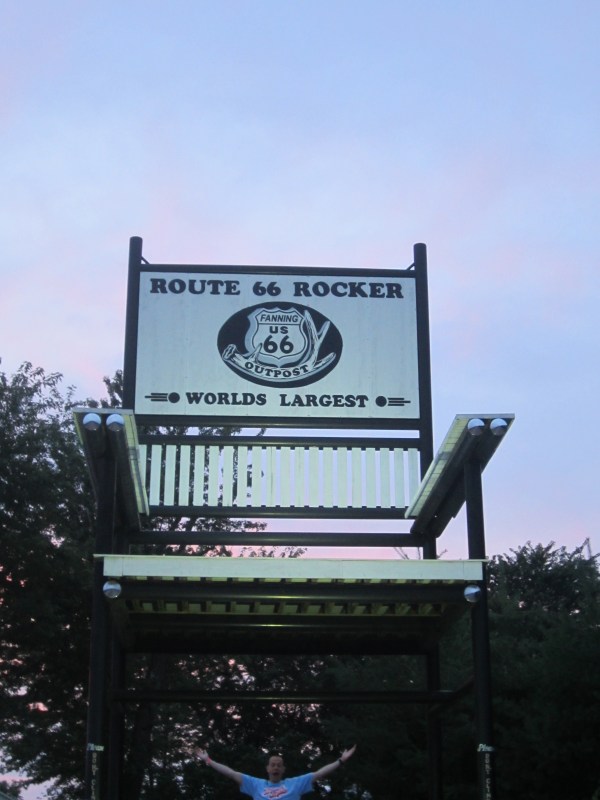 ROUTE 66 ROCKER
FANNING
US
66
OUTPOST
WORLDS LARGEST